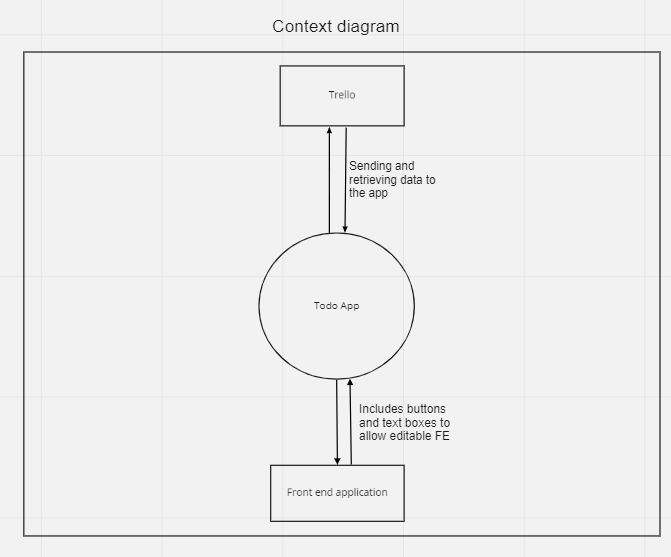 Context diagram
Trello
Sending and
retrieving data to
the app
Todo App
Includes buttons
and text boxes to
allow editable FE
Front end application